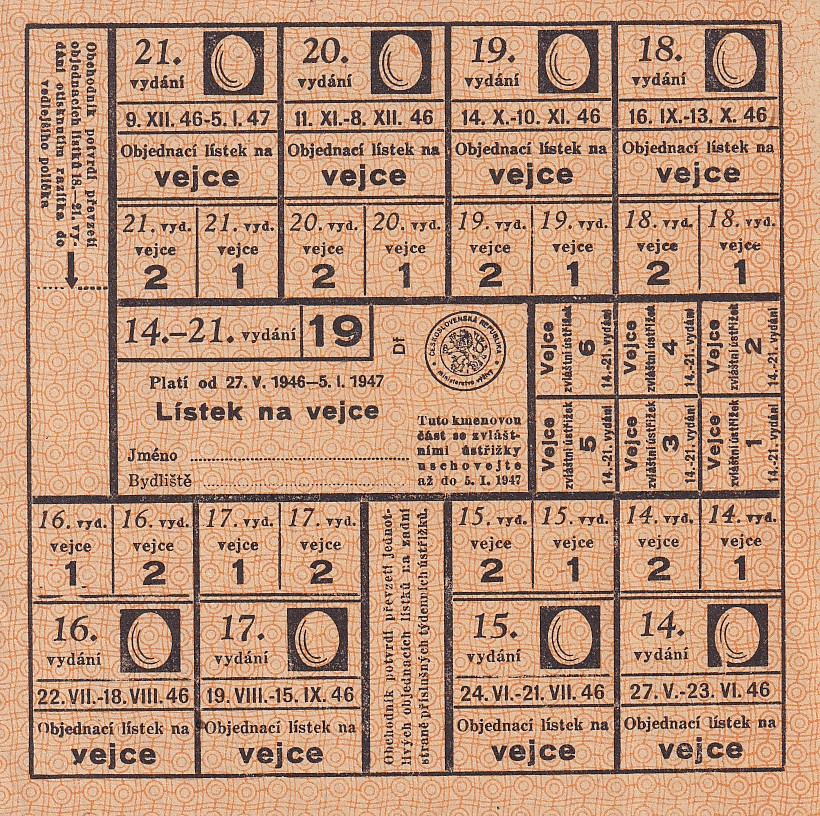 Obchodník potvrdí převzetí
objednacích lístků 18.—21. vy-
dání otisknutím razítka do
vedlejšího políčka
21.
vydání
9. XII. 46-5. I. 47
Objednací lístek na
vejce
20.
vydání
11. XI.-8. XII. 46
Objednací lístek na
vejce
19.
vydání
14. X.-10. XI. 46
Objednací lístek na
vejce
18.
vydání
16. IX.-13. X. 46
Objednací lístek na
vejce
21. vyd.
vejce
2
21. vyd.
vejce
1
20. vyd.
vejce
2
20. vyd.
vejce
1
19. vyd.
vejce
2
19. vyd.
vejce
1
18. vyd.
vejce
2
18. vyd.
vejce
1
14.-21. vydání 19
Platí od 27. V. 1946—5. I. 1947
Lístek na vejce
Jméno
Bydliště
Dř
ČESKOSLOVENSKÁ REPUBLIKA
ministerstvo výživy
Tuto kmenovou
část se zvlášt-
ními ústřižky
uschovejte
až do 5. I. 1947
Vejce
zvláštní ústřižek
6
14.-21. vydání
Vejce
zvláštní ústřižek
4
14.-21. vydání
Vejce
zvláštní ústřižek
2
14.-21. vydání
Vejce
zvláštní ústřižek
5
14.-21. vydání
Vejce
zvláštní ústřižek
3
14.-21. vydání
Vejce
zvláštní ústřižek
1
14.-21. vydání
16. vyd.
vejce
1
16. vyd.
vejce
2
17. vyd.
vejce
1
17. vyd.
vejce
2
Obchodník potvrdí převzetí jednot-
livých objednacích lístků na zadní
straně příslušných týdenních ústřižků.
15. vyd.
vejce
2
15. vyd.
vejce
1
14. vyd.
vejce
2
14. vyd.
vejce
1
16.
vydání
22. VII.-18. VIII. 46
Objednací lístek na
vejce
17.
vydání
19. VIII.-15. IX. 46
Objednací lístek na
vejce
15.
vydání
24. VI.-21. VII. 46
Objednací lístek na
vejce
14.
vydání
27. V.-23. VI. 46
Objednací lístek na
vejce